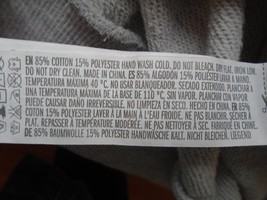 EN 85% COTTON 15% POLYESTER HAND WASH COLD. DO NOT BLEACH. DRY FLAT. IRON LOW.
DO NOT DRY CLEAN. MADE IN CHINA. ES 85% ALGODÓN 15% POLIÉSTER LAVAR A MANO
TEMPERATURA MÁXIMA 40 °C. NO USAR BLANQUEADOR. SECADO EXTENDIDO. PLANCHAR A
UNA TEMPERATURA MÁXIMA DE LA BASE DE 110 °C. SIN VAPOR. PLANCHAR CON VAPOR
PUEDE CAUSAR DAÑO IRREVERSIBLE. NO LIMPIEZA EN SECO. HECHO EN CHINA. FR 85%
COTON 15% POLYESTER LAVER À LA MAIN À FROID. NE PAS BLANCHIR. SÉCHER À
PLAT. REPASSER À TEMPÉRATURE MODÉRÉE. NE PAS NETTOYER À SEC. FABRIQUÉ EN CHINE.
DE 85% BAUMWOLLE 15% POLYESTER HANDWÄSCHE KALT. NICHT BLEICHEN. LIEGEND